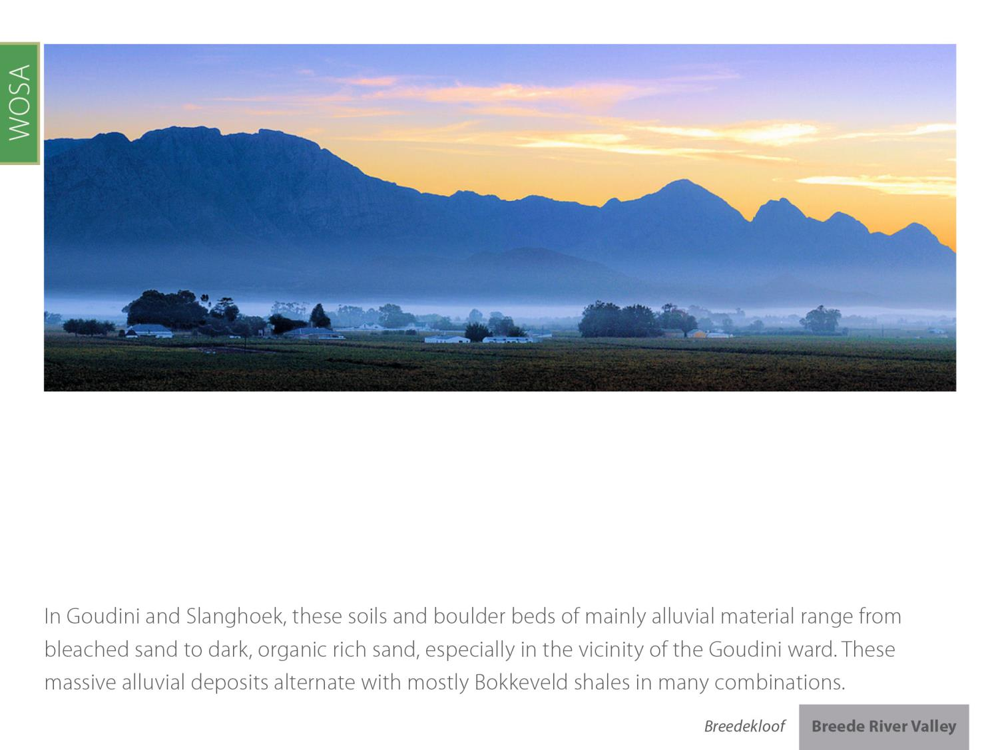 WOSA
In Goudini and Slanghoek, these soils and boulder beds of mainly alluvial material range from
bleached sand to dark, organic rich sand, especially in the vicinity of the Goudini ward. These
massive alluvial deposits alternate with mostly Bokkeveld shales in many combinations.
Breedekloof
Breede River Valley